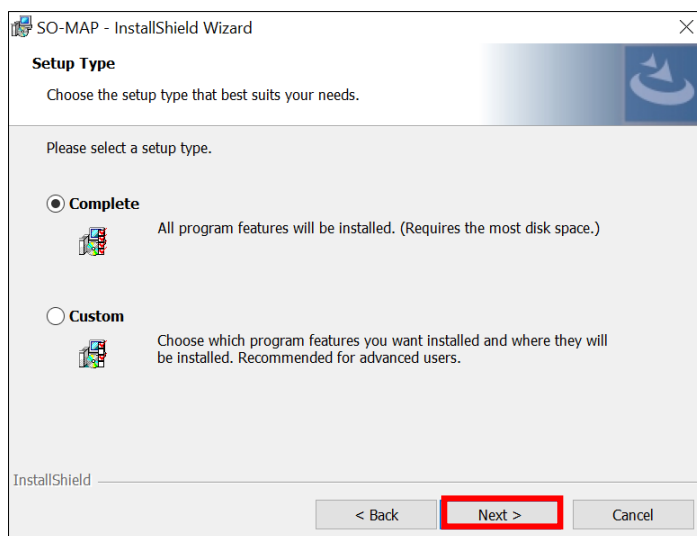 SO-MAP - InstallShield Wizard
Setup Type
Choose the setup type that best suits your needs.
Please select a setup type.
Complete
All program features will be installed. (Requires the most disk space.)
Custom
Choose which program features you want installed and where they will
be installed. Recommended for advanced users.
InstallShield
< Back
Next >
Cancel